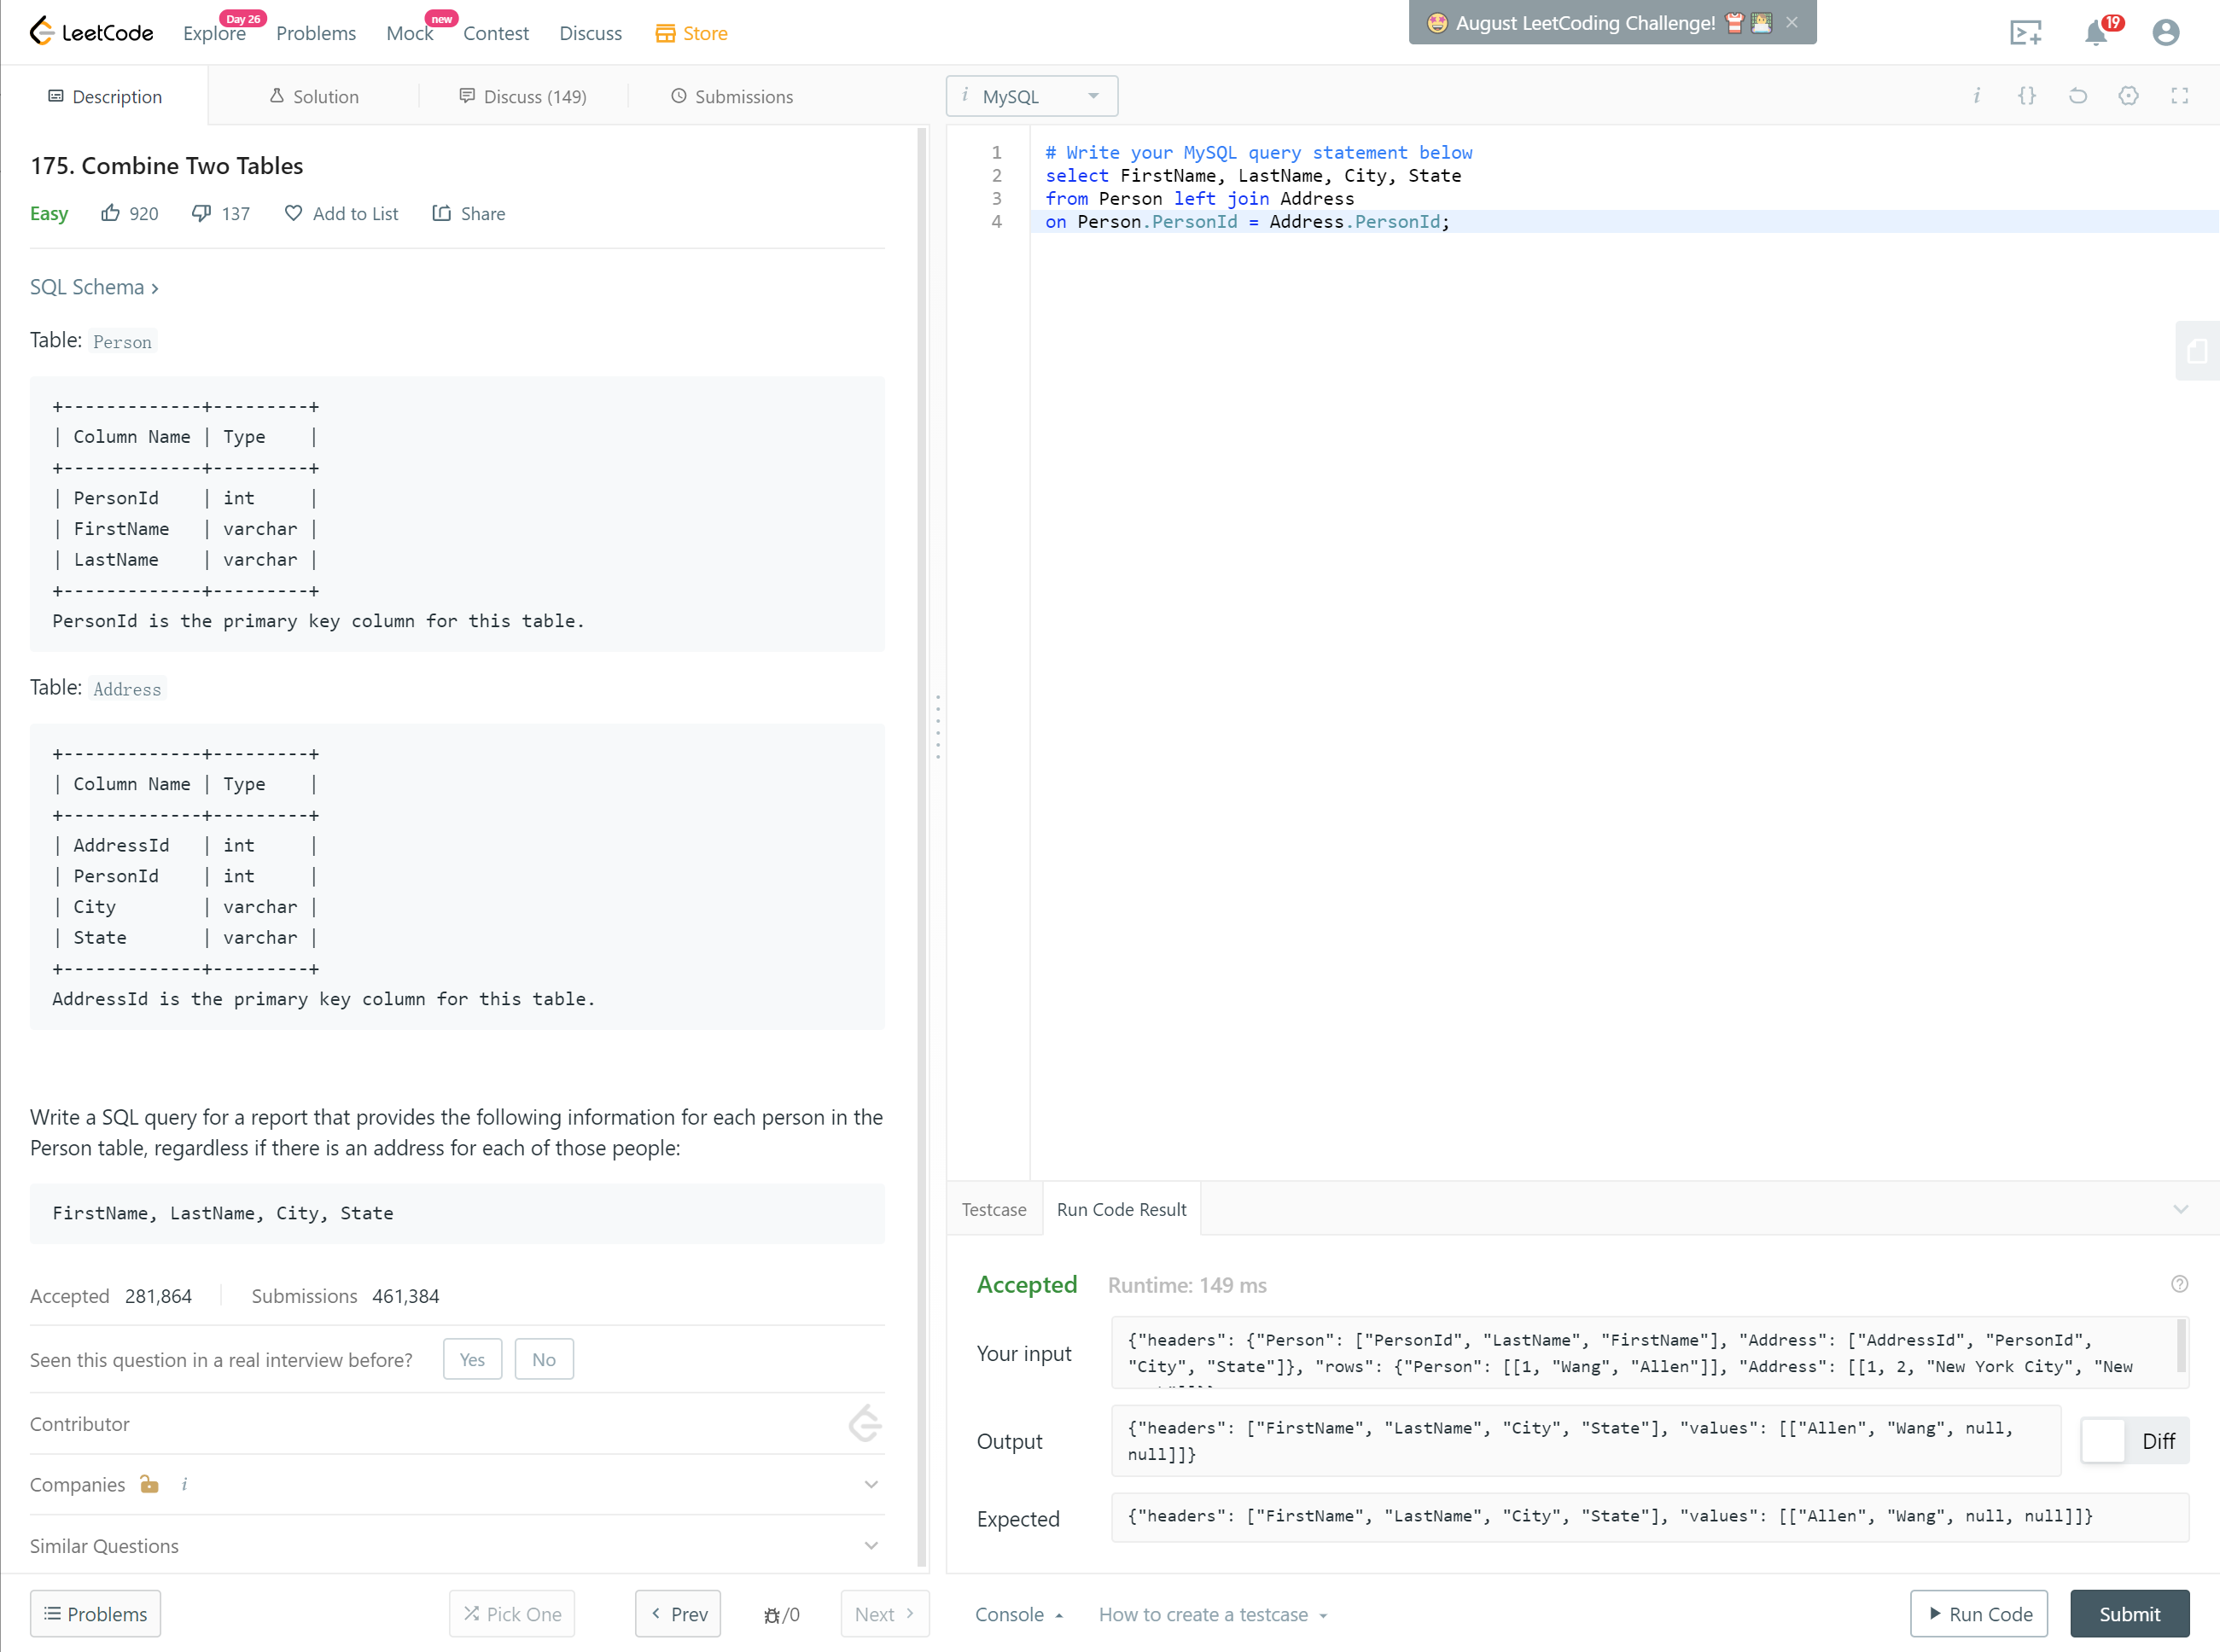 LeetCode
Explore
Day 26
Problems
Mock
new
Contest
Discuss
Store
August LeetCoding Challenge!
19
Description
Solution
Discuss (149)
Submissions
i MySQL
175. Combine Two Tables
Easy 920 137 Add to List Share
SQL Schema
Table: Person
+-------------+---------+
| Column Name | Type    |
+-------------+---------+
| PersonId    | int     |
| FirstName   | varchar |
| LastName    | varchar |
+-------------+---------+
PersonId is the primary key column for this table.
Table: Address
+-------------+---------+
| Column Name | Type    |
+-------------+---------+
| AddressId   | int     |
| PersonId    | int     |
| City        | varchar |
| State       | varchar |
+-------------+---------+
AddressId is the primary key column for this table.
Write a SQL query for a report that provides the following information for each person in the
Person table, regardless if there is an address for each of those people:
FirstName, LastName, City, State
Accepted 281,864 Submissions 461,384
Seen this question in a real interview before? Yes No
Contributor
Companies i
Similar Questions
Problems
Pick One
Prev
/0
Next
1 # Write your MySQL query statement below
2 select FirstName, LastName, City, State
3 from Person left join Address
4 on Person.PersonId = Address.PersonId;
Testcase
Run Code Result
Accepted Runtime: 149 ms
Your input
{"headers": {"Person": ["PersonId", "LastName", "FirstName"], "Address": ["AddressId", "PersonId",
"City", "State"]}, "rows": {"Person": [[1, "Wang", "Allen"]], "Address": [[1, 2, "New York City", "New
Output
{"headers": ["FirstName", "LastName", "City", "State"], "values": [["Allen", "Wang", null,
null]]}
Diff
Expected
{"headers": ["FirstName", "LastName", "City", "State"], "values": [["Allen", "Wang", null, null]]}
Console
How to create a testcase
Run Code
Submit